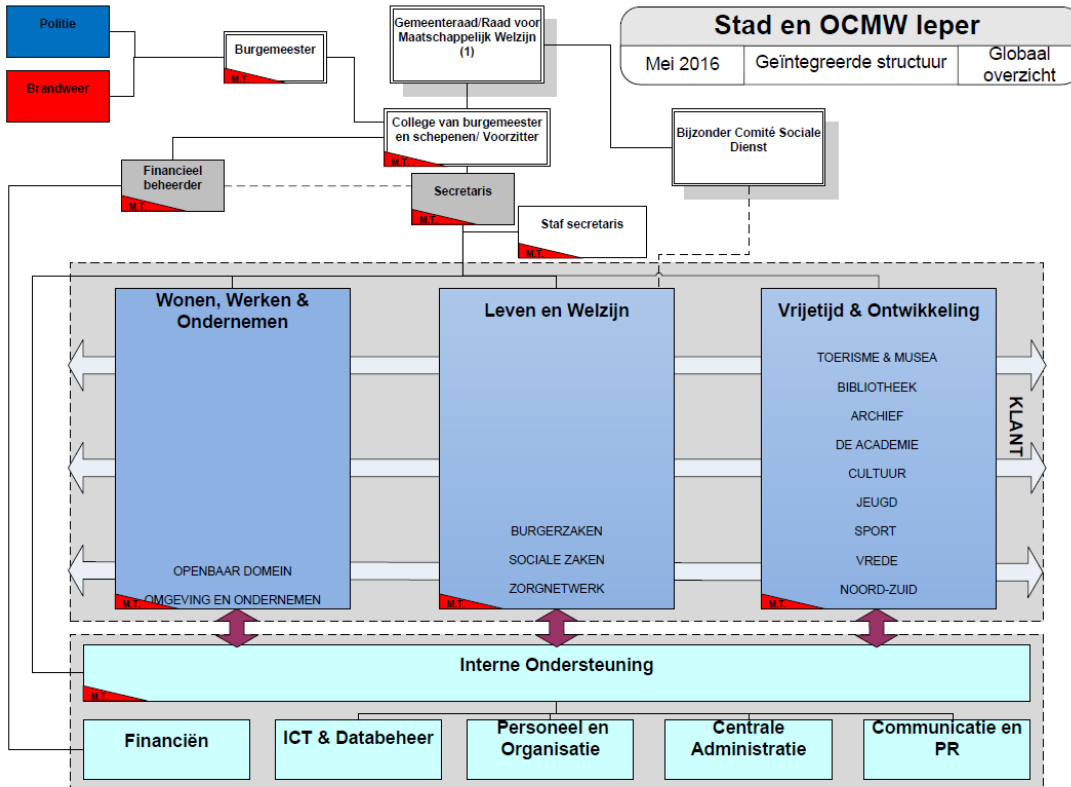 Politie
Brandweer
Burgemeester
M.T.
Gemeenteraad/Raad voor
Maatschappelijk Welzijn
(1)
Stad en OCMW Ieper
Mei 2016
Geïntegreerde structuur
Globaal
overzicht
College van burgemeester
en schepenen/ Voorzitter
M.T.
Bijzonder Comité Sociale
Dienst
Financieel
beheerder
M.T.
Secretaris
M.T.
Staf secretaris
M.T.
Wonen, Werken &
Ondernemen
OPENBAAR DOMEIN
OMGEVING EN ONDERNEMEN
M.T.
Leven en Welzijn
BURGERZAKEN
SOCIALE ZAKEN
ZORGNETWERK
M.T.
Vrijetijd & Ontwikkeling
TOERISME & MUSEA
BIBLIOTHEEK
ARCHIEF
DE ACADEMIE
CULTUUR
JEUGD
SPORT
VREDE
NOORD-ZUID
M.T.
KLANT
Interne Ondersteuning
M.T.
Financiën
ICT & Databeheer
Personeel en
Organisatie
Centrale
Administratie
Communicatie en
PR